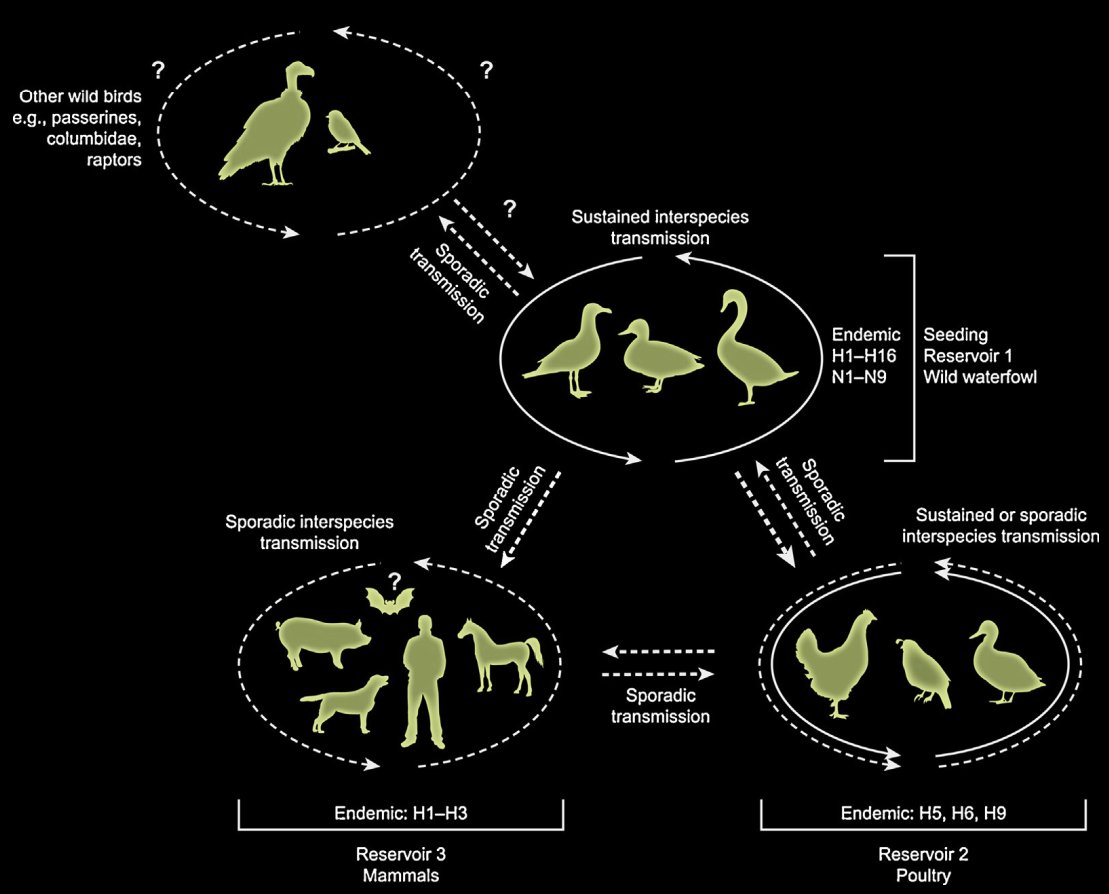 ?
?
Other wild birds
e.g., passerines,
columbidae,
raptors
?
Sporadic
transmission
Sustained interspecies
transmission
Endemic
H1–H16
N1–N9
Seeding
Reservoir 1
Wild waterfowl
Sporadic
transmission
Sporadic
transmission
Sporadic interspecies
transmission
Sustained or sporadic
interspecies transmission
?
Sporadic
transmission
Endemic: H1–H3
Endemic: H5, H6, H9
Reservoir 3
Mammals
Reservoir 2
Poultry